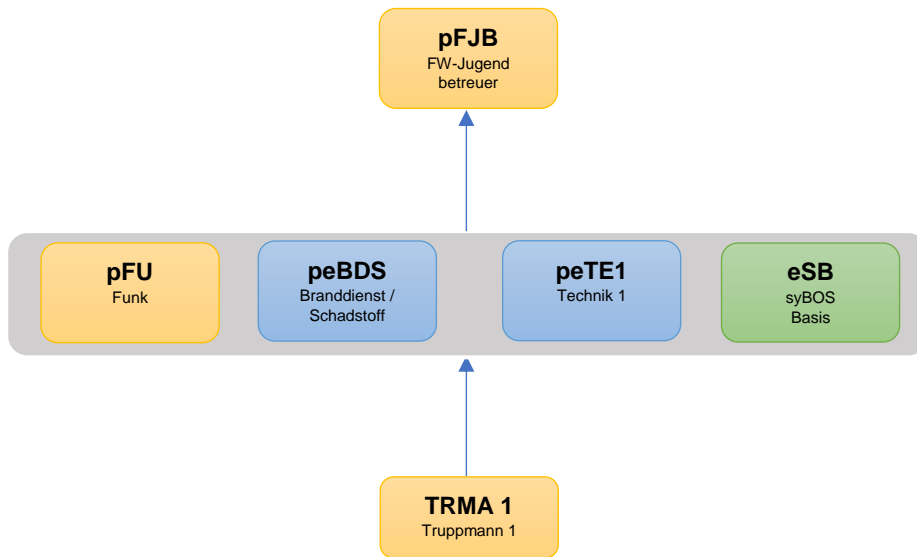 pFJB
FW-Jugend
betreuer
pFU
Funk
peBDS
Branddienst /
Schadstoff
peTE1
Technik 1
eSB
syBOS
Basis
TRMA 1
Truppmann 1